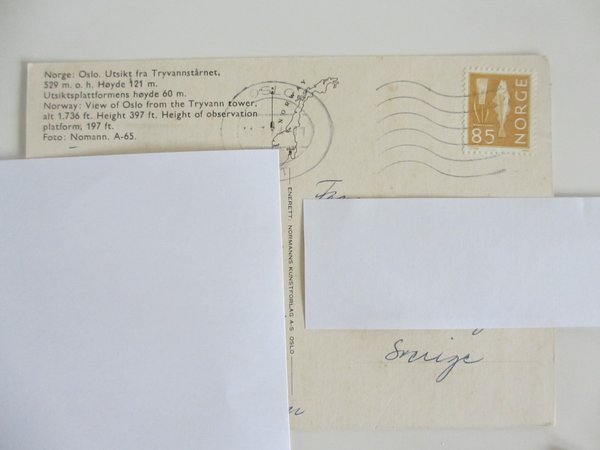 Norge: Oslo. Utsikt fra Tryvannstårnet,
529 m. o. h. Høyde 121 m.
Utsiktsplattformens høyde 60 m.
Norway: View of Oslo from the Tryvann tower,
alt 1.736 ft. Height 397 ft. Height of observation
platform, 197 ft.
Foto: Nomann. A-65.
OSLO
NORGE
85
NORGE
ENERETT: NORMANNS KUNSTFORLAG A-S OSLO
Sverige